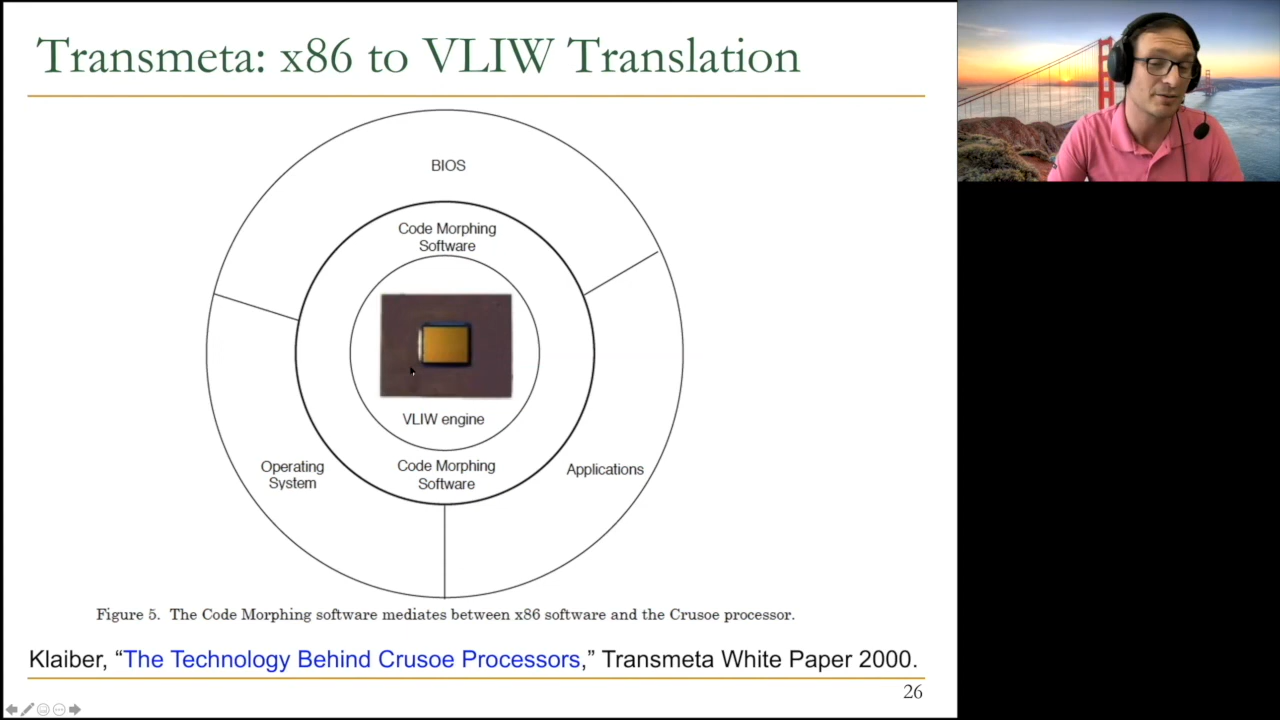 Transmeta: x86 to VLIW Translation
BIOS
Code Morphing
Software
VLIW engine
Code Morphing
Software
Operating
System
Applications
Figure 5. The Code Morphing software mediates between x86 software and the Crusoe processor.
Klaiber, “The Technology Behind Crusoe Processors,” Transmeta White Paper 2000.
26